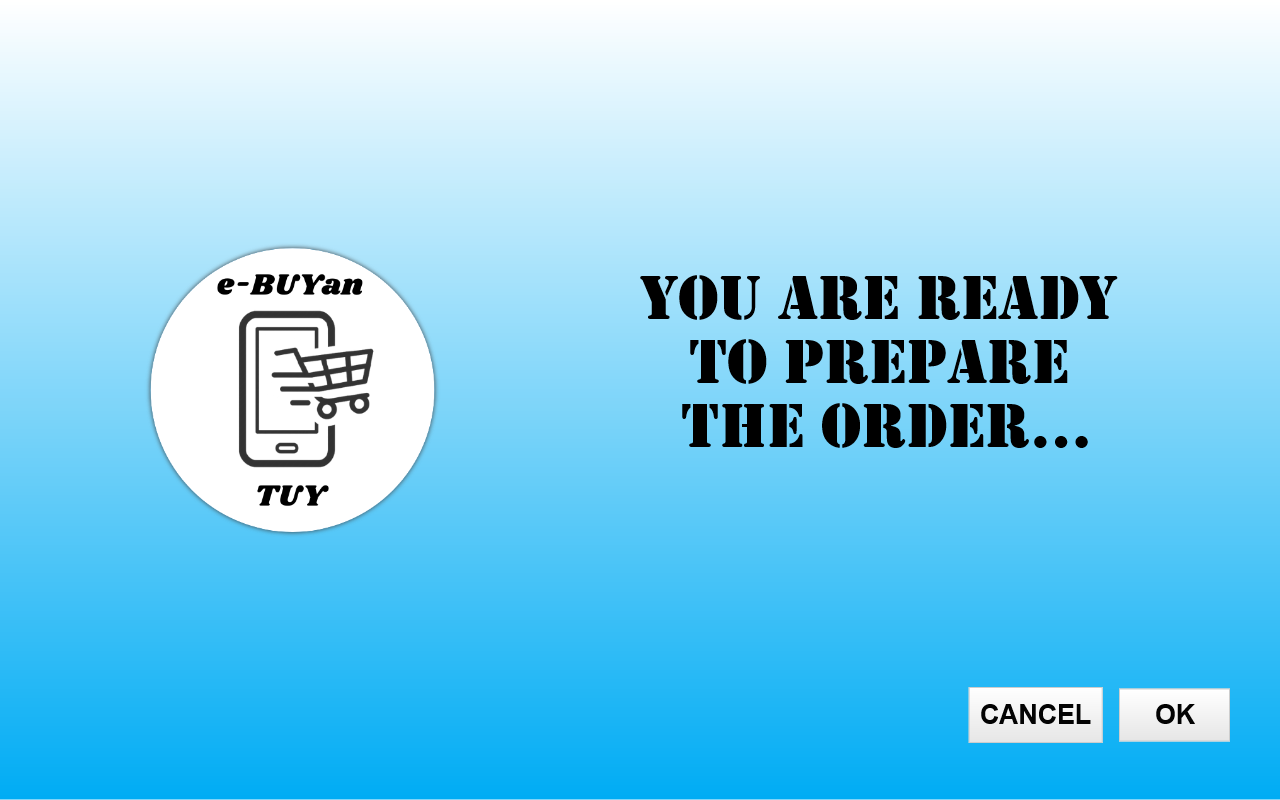 e-BUYan
TUY
YOU ARE READY
TO PREPARE
THE ORDER...
CANCEL
OK